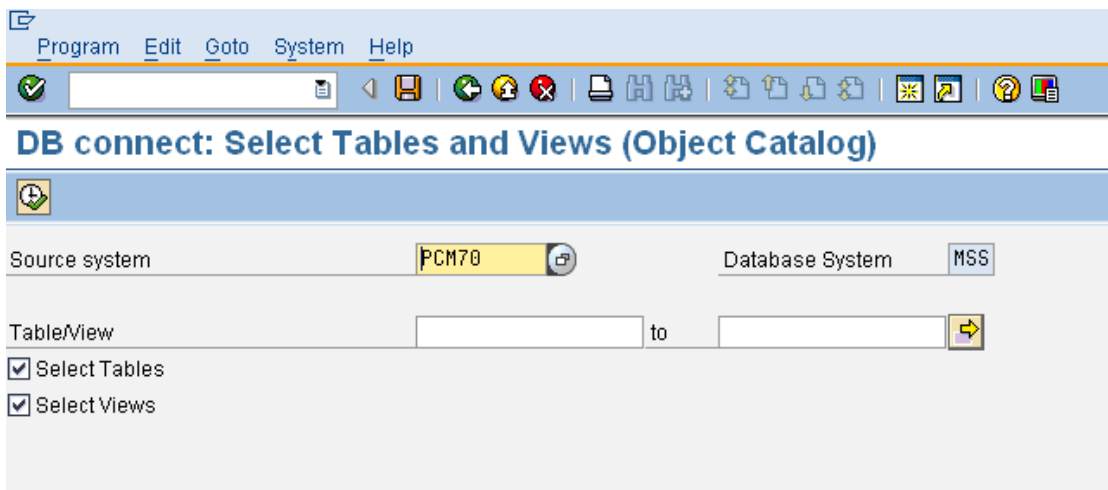 Program Edit Goto System Help
DB connect: Select Tables and Views (Object Catalog)
Source system PCM70 Database System MSS
Table/View to
Select Tables
Select Views